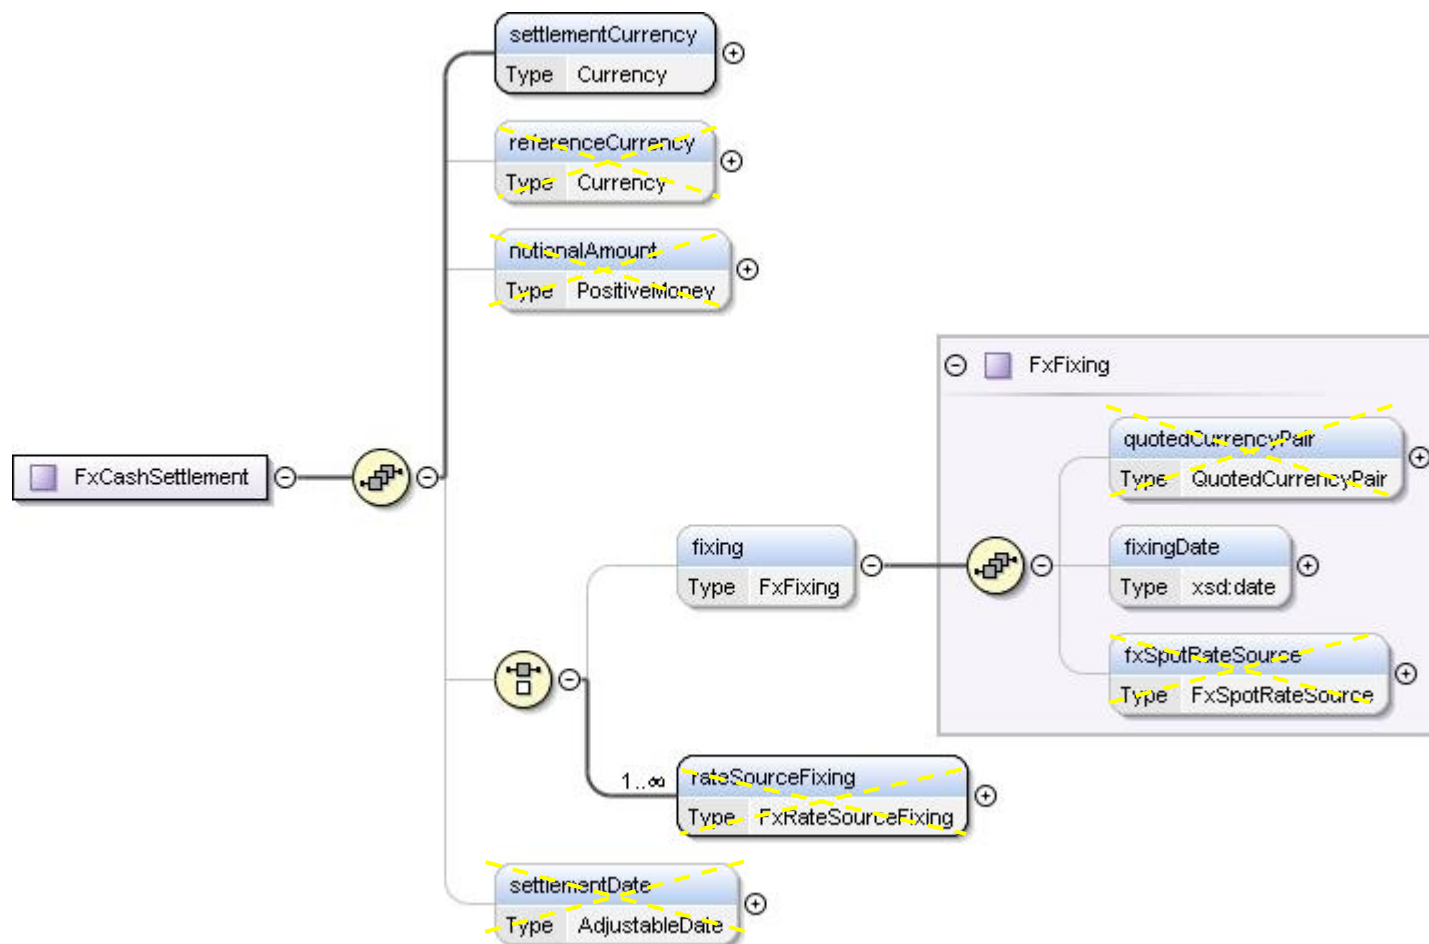 settlementCurrency
Type Currency
referenceCurrency
Type Currency
notionalAmount
Type PositiveMoney
FxFixing
quotedCurrencyPair
Type QuotedCurrencyPair
FxCashSettlement
fixing
Type FxFixing
fixingDate
Type xsd:date
fxSpotRateSource
Type FxSpotRateSource
1..∞
rateSourceFixing
Type FxRateSourceFixing
settlementDate
Type AdjustableDate